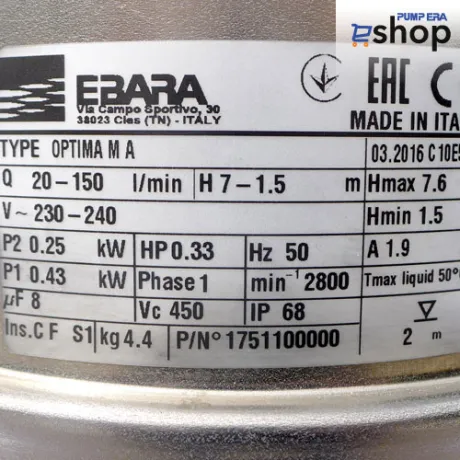 PUMP ERA
eshop
EBARA
Via Campo Sportivo, 30
38023 Cles (TN) - ITALY
EAC C
MADE IN ITA
TYPE OPTIMA M A 03.2016 C10E5
Q 20-150 l/min H 7-1.5 m Hmax 7.6
V~230-240 Hmin 1.5
P2 0.25 kW HP 0.33 Hz 50 A 1.9
P1 0.43 kW Phase 1 min⁻¹ 2800 Tmax liquid 50°
µF 8 Vc 450 IP 68
Ins.C F S1 kg 4.4 P/N° 1751100000 2 m